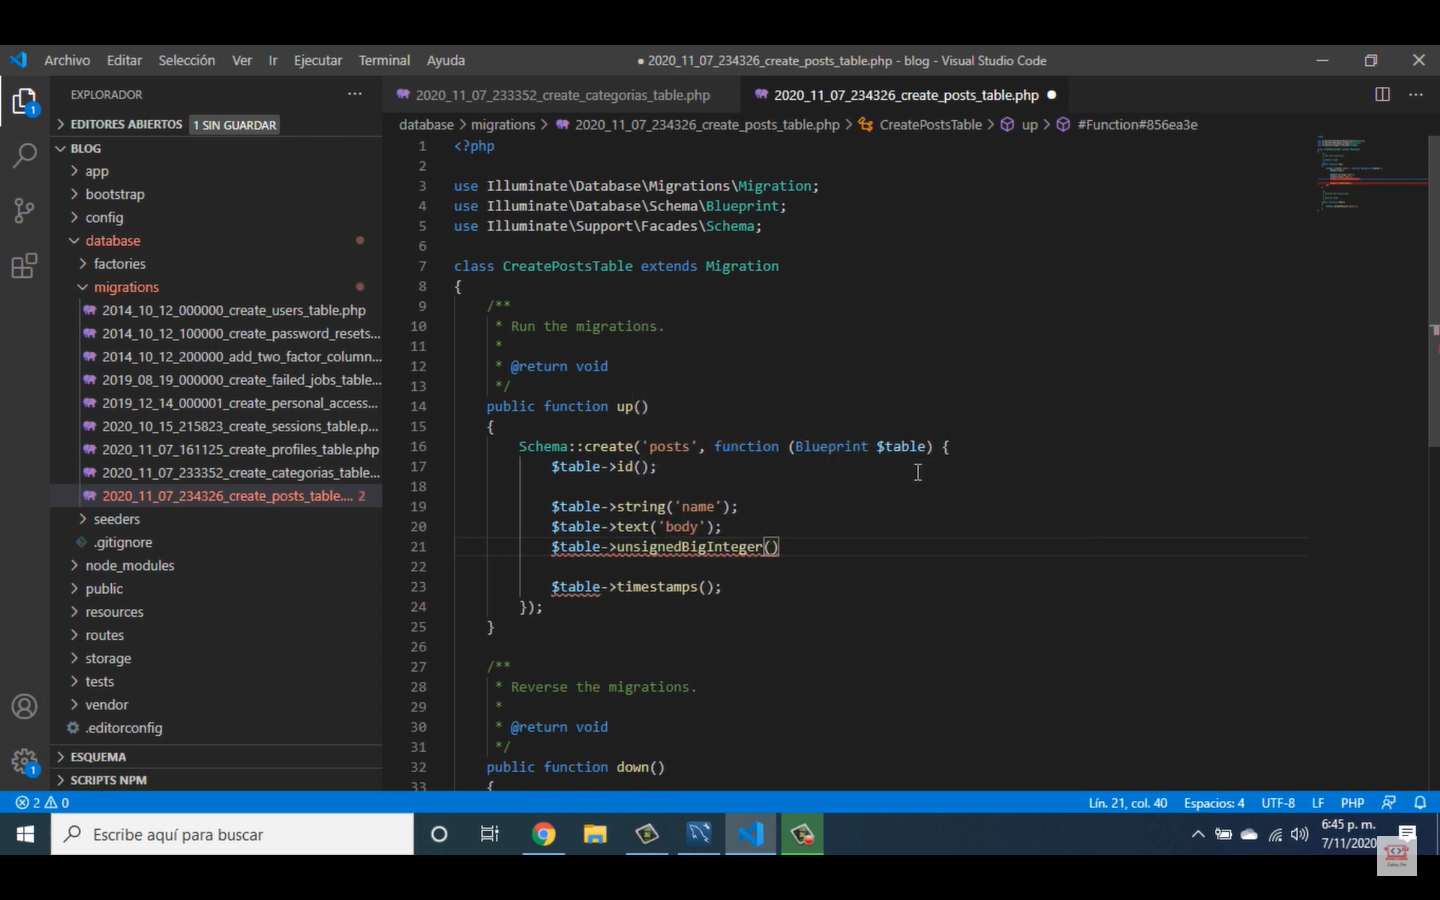 Archivo Editar Selección Ver Ir Ejecutar Terminal Ayuda
● 2020_11_07_234326_create_posts_table.php - blog - Visual Studio Code
EXPLORADOR
2020_11_07_233352_create_categorias_table.php
2020_11_07_234326_create_posts_table.php
EDITORES ABIERTOS 1 SIN GUARDAR
database > migrations > 2020_11_07_234326_create_posts_table.php > CreatePostsTable > up > #Function#856ea3e
BLOG
app
bootstrap
config
database
factories
migrations
2014_10_12_000000_create_users_table.php
2014_10_12_100000_create_password_resets...
2014_10_12_200000_add_two_factor_column...
2019_08_19_000000_create_failed_jobs_table...
2019_12_14_000001_create_personal_access...
2020_10_15_215823_create_sessions_table.p...
2020_11_07_161125_create_profiles_table.php
2020_11_07_233352_create_categorias_table...
2020_11_07_234326_create_posts_table.... 2
seeders
.gitignore
node_modules
public
resources
routes
storage
tests
vendor
.editorconfig
ESQUEMA
SCRIPTS NPM
1 <?php
2
3 use Illuminate\Database\Migrations\Migration;
4 use Illuminate\Database\Schema\Blueprint;
5 use Illuminate\Support\Facades\Schema;
6
7 class CreatePostsTable extends Migration
8 {
9 /**
10 * Run the migrations.
11 *
12 * @return void
13 */
14 public function up()
15 {
16 Schema::create('posts', function (Blueprint $table) {
17 $table->id();
18
19 $table->string('name');
20 $table->text('body');
21 $table->unsignedBigInteger()
22
23 $table->timestamps();
24 });
25 }
26
27 /**
28 * Reverse the migrations.
29 *
30 * @return void
31 */
32 public function down()
33 {
1
1
2 0
Lín. 21, col. 40 Espacios: 4 UTF-8 LF PHP
Escribe aquí para buscar
6:45 p. m.
7/11/2020